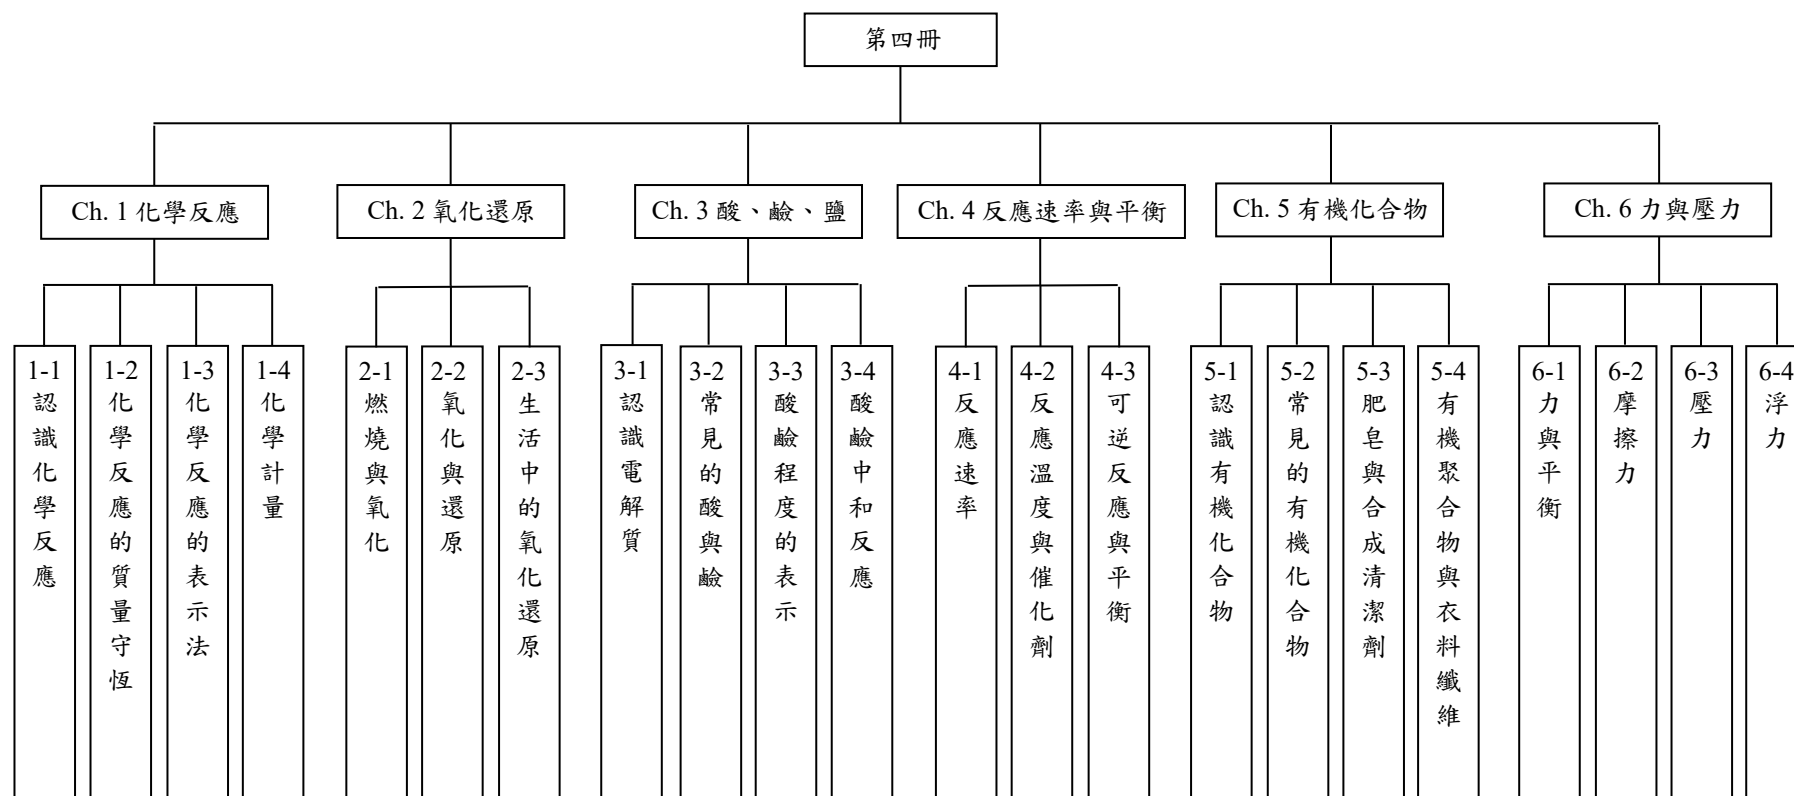 第四冊
Ch. 1 化學反應
Ch. 2 氧化還原
Ch. 3 酸、鹼、鹽
Ch. 4 反應速率與平衡
Ch. 5 有機化合物
Ch. 6 力與壓力
1-1 認識化學反應
1-2 化學反應的質量守恆
1-3 化學反應的表示法
1-4 化學計量
2-1 燃燒與氧化
2-2 氧化與還原
2-3 生活中的氧化還原
3-1 認識電解質
3-2 常見的酸與鹼
3-3 酸鹼程度的表示
3-4 酸鹼中和反應
4-1 反應速率
4-2 反應溫度與催化劑
4-3 可逆反應與平衡
5-1 認識有機化合物
5-2 常見的有機化合物
5-3 肥皂與合成清潔劑
5-4 有機聚合物與衣料纖維
6-1 力與平衡
6-2 摩擦力
6-3 壓力
6-4 浮力